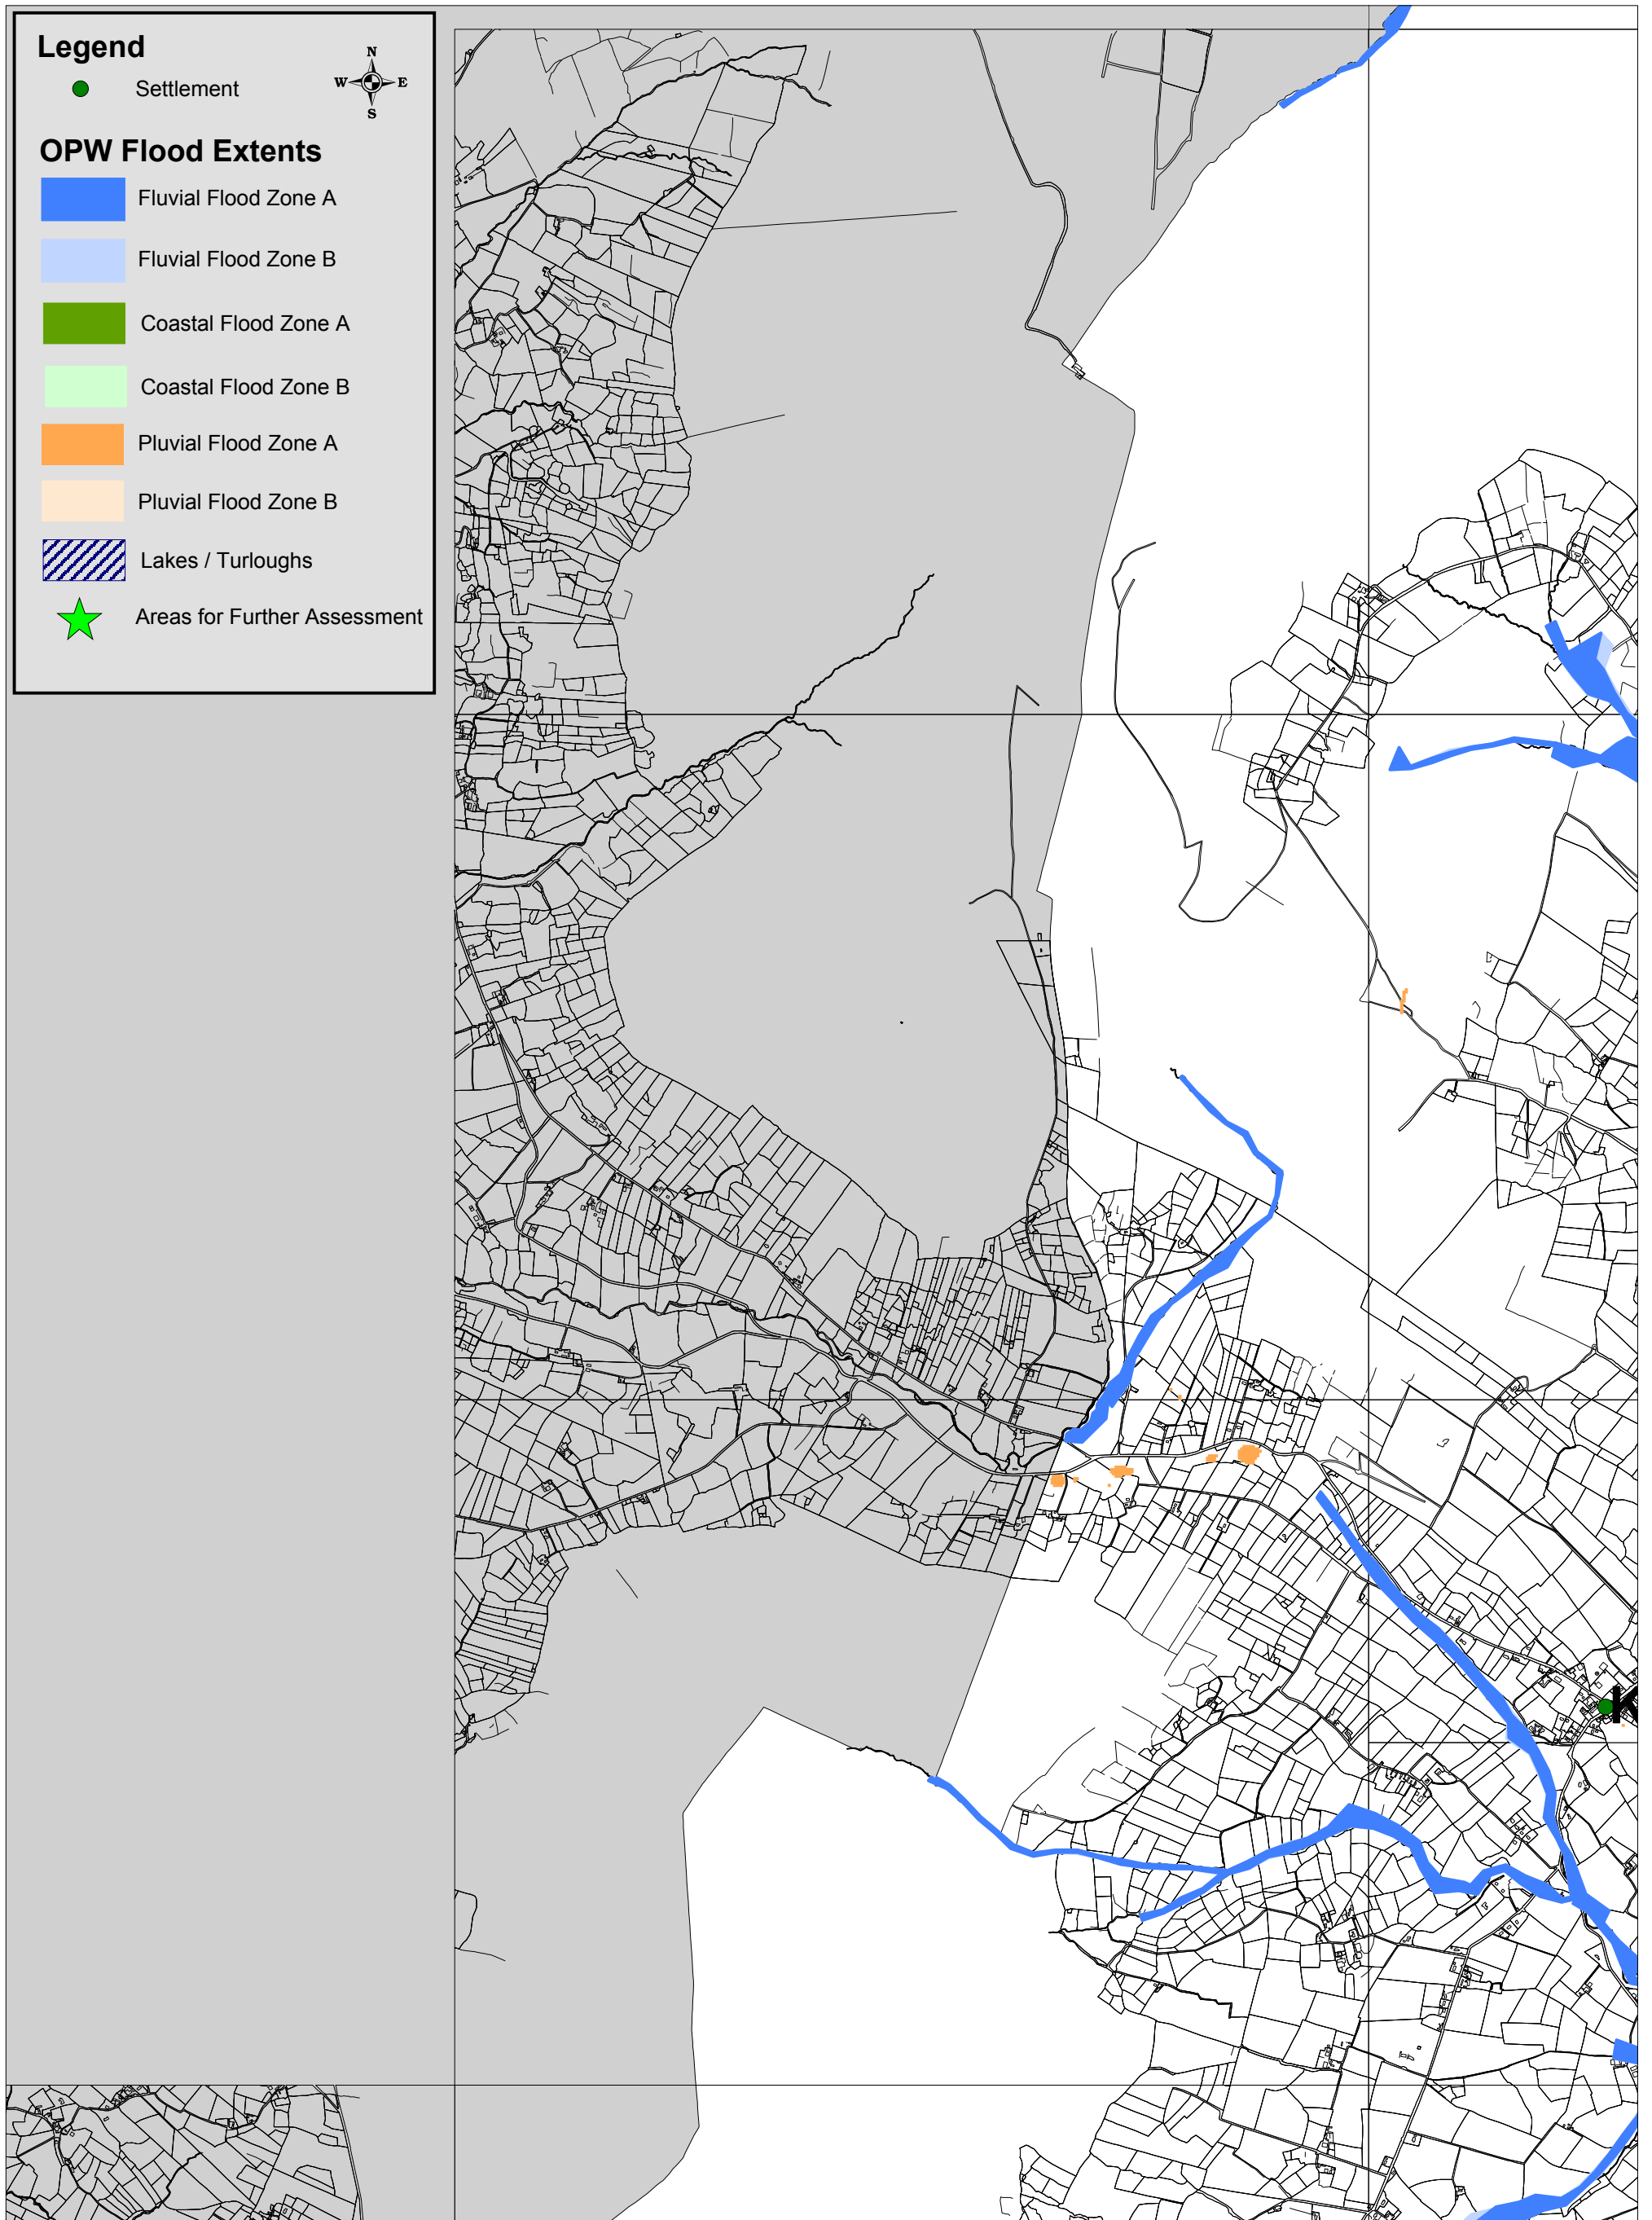 Legend
N
W E
S
Settlement
OPW Flood Extents
Fluvial Flood Zone A
Fluvial Flood Zone B
Coastal Flood Zone A
Coastal Flood Zone B
Pluvial Flood Zone A
Pluvial Flood Zone B
Lakes / Turloughs
Areas for Further Assessment
K